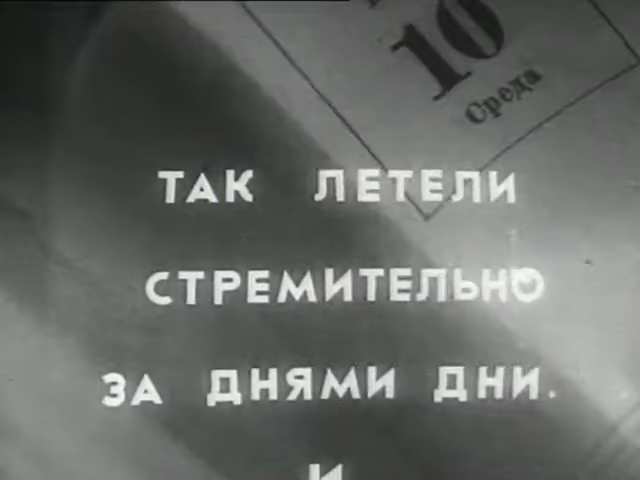 10
Среда
ТАК ЛЕТЕЛИ
СТРЕМИТЕЛЬНО
ЗА ДНЯМИ ДНИ.
И